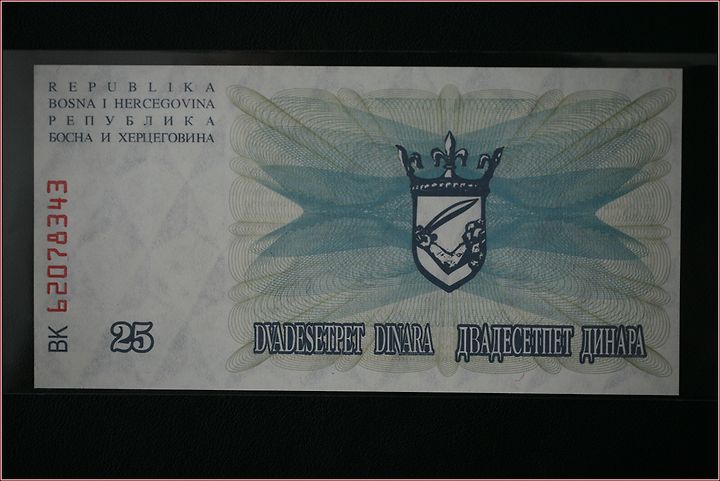 REPUBLIKA
BOSNA I HERCEGOVINA
РЕПУБЛИКА
БОСНА И ХЕРЦЕГОВИНА
BK 62078343
25
DVADESETPET DINARA ДВАДЕСЕТПЕТ ДИНАРА